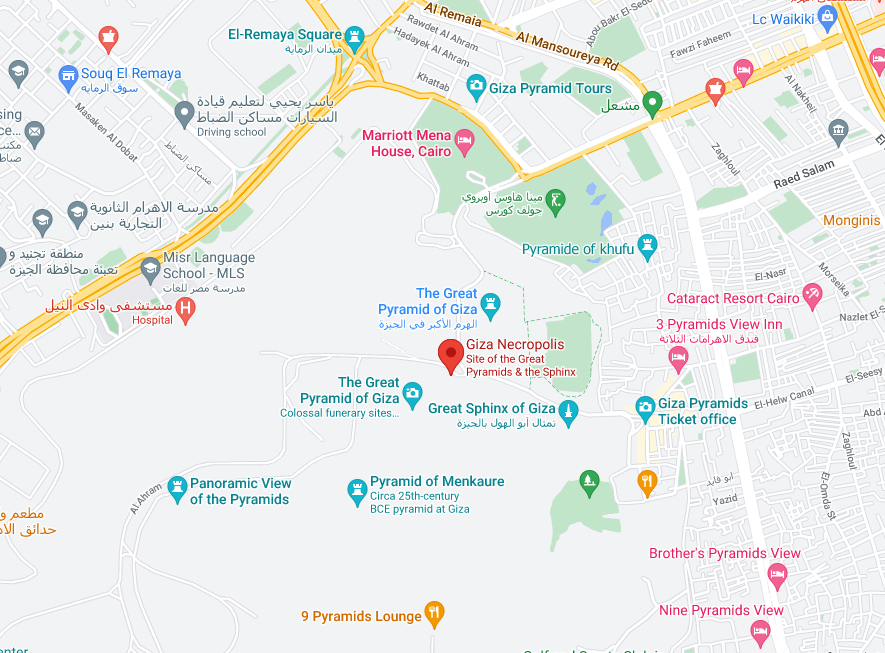 Al Remaia
Abou Bakr El-Sedee
Lc Waikiki
El-Remaya Square
ميدان الرماية
Rawdet Al Ahram
Hadayek Al Ahram
Al Mansoureya Rd
Fawzi Faheem
Khattab
Souq El Remaya
سوق الرماية
Giza Pyramid Tours
Al Nakheil
مشعل
ياسر يحيي لتعليم قيادة
السيارات مساكن الضباط
Driving school
Masaken Al Dobat
Marriott Mena
House, Cairo
مساكن الضباط
Zaghloul
Raed Salam
مينا هاوس أوبروي
جولف كورس
مدرسة الاهرام الثانوية
التجارية بنين
Monginis
Pyramide of khufu
منطقة تجنيد و
تعبئة محافظة الجيزة
Misr Language
School - MLS
مدرسة مصر للغات
El-Nasr
Morseika
Cataract Resort Cairo
The Great
Pyramid of Giza
الهرم الأكبر في الجيزة
مستشفى وادى النيل
Hospital
Nazlet El-
3 Pyramids View Inn
فندق الاهرامات الثلاثة
Giza Necropolis
Site of the Great
Pyramids & the Sphinx
The Great
Pyramid of Giza
Colossal funerary sites...
Great Sphinx of Giza
تمثال أبو الهول بالجيزة
Giza Pyramids
Ticket office
El-Helw Canal
El-Seesy
Abd A
Zaghloul
Panoramic View
of the Pyramids
Al Ahram
Pyramid of Menkaure
Circa 25th-century
BCE pyramid at Giza
أبو فايد
Yazid
El-Omda St
مطعم و
حدائق الاه
Brother's Pyramids View
9 Pyramids Lounge
Nine Pyramids View